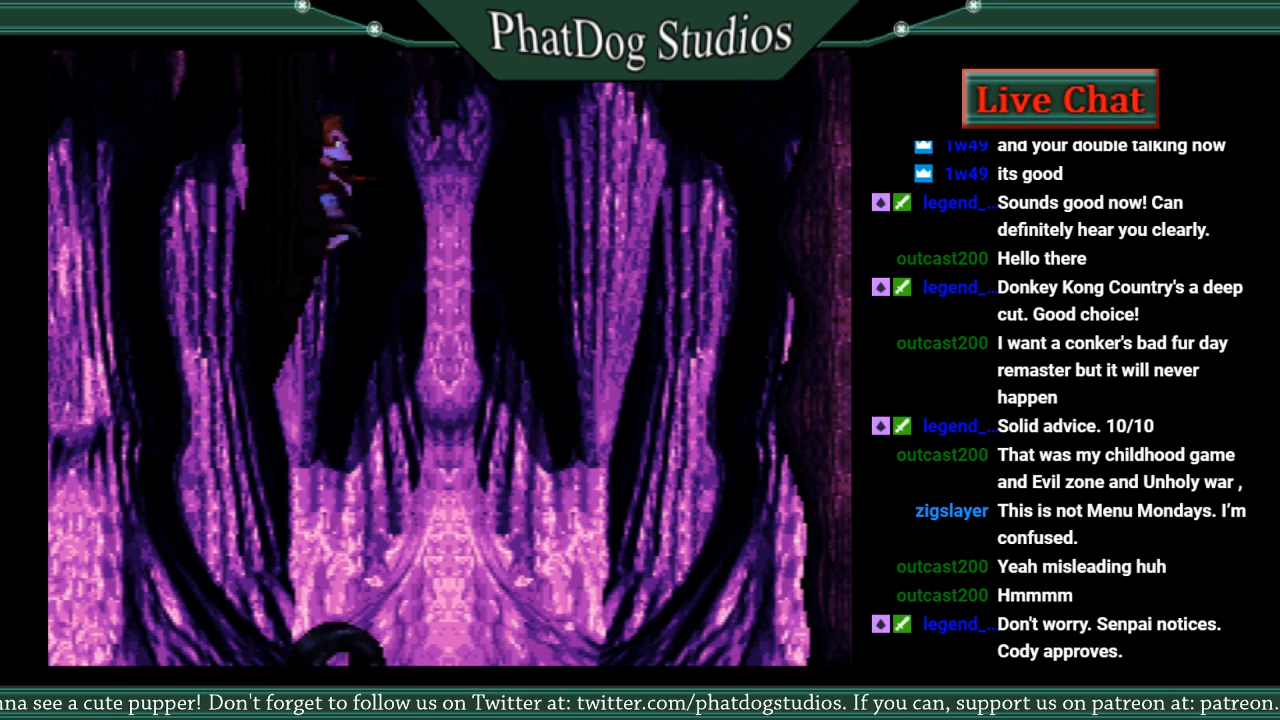 PhatDog Studios
Live Chat
1w49 and your double talking now
1w49 its good
legend_... Sounds good now! Can
definitely hear you clearly.
outcast200 Hello there
legend_... Donkey Kong Country's a deep
cut. Good choice!
outcast200 I want a conker's bad fur day
remaster but it will never
happen
legend_... Solid advice. 10/10
outcast200 That was my childhood game
and Evil zone and Unholy war ,
zigslayer This is not Menu Mondays. I'm
confused.
outcast200 Yeah misleading huh
outcast200 Hmmmm
legend_... Don't worry. Senpai notices.
Cody approves.
nna see a cute pupper! Don't forget to follow us on Twitter at: twitter.com/phatdogstudios. If you can, support us on patreon at: patreon.